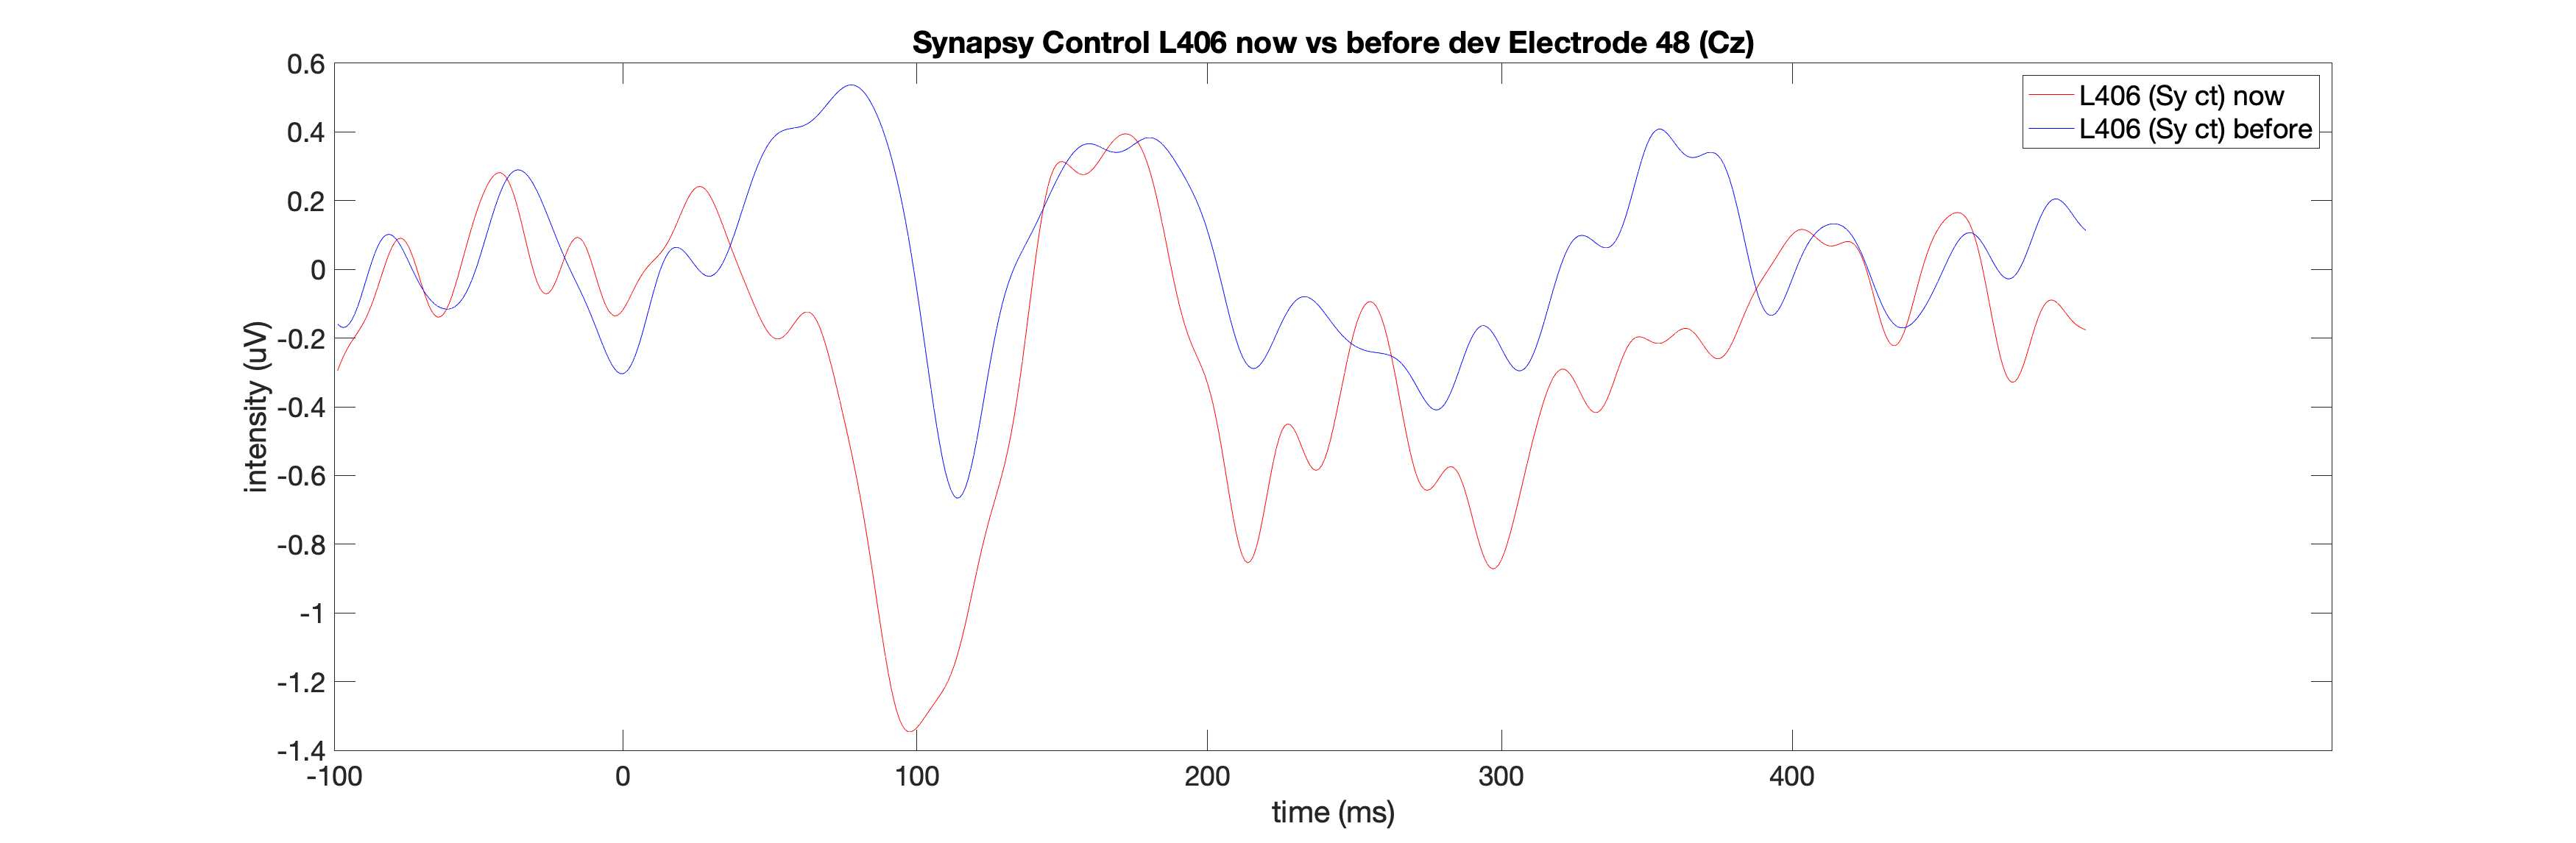 Synapsy Control L406 now vs before dev Electrode 48 (Cz)
L406 (Sy ct) now
L406 (Sy ct) before
intensity (uV)
0.6
0.4
0.2
0
-0.2
-0.4
-0.6
-0.8
-1
-1.2
-1.4
-100 0 100 200 300 400
time (ms)